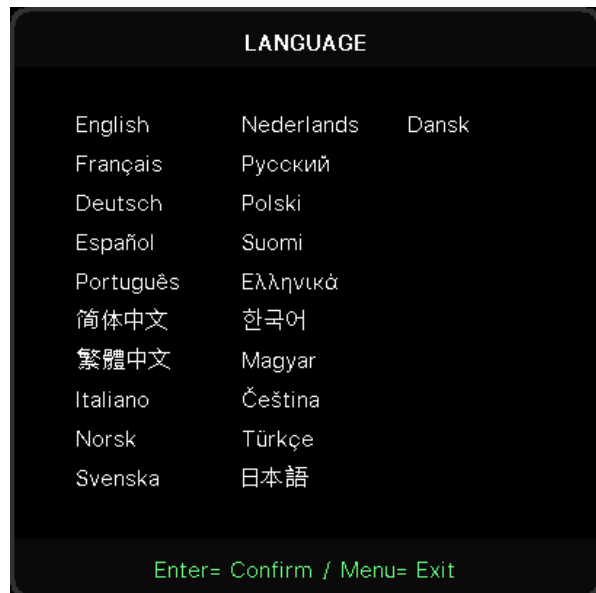 LANGUAGE
English Nederlands Dansk
Français Русский
Deutsch Polski
Español Suomi
Português Ελληνικά
简体中文 한국어
繁體中文 Magyar
Italiano Čeština
Norsk Türkçe
Svenska 日本語
Enter= Confirm / Menu= Exit